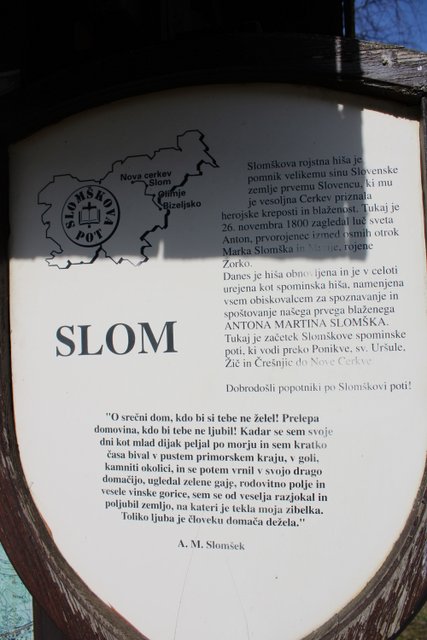 Nova cerkev
Slom
Olimje
Bizeljsko
SLOMŠKOVA
POT
Slomškova rojstna hiša je
pomnik velikemu sinu Slovenske
zemlje prvemu Slovencu, ki mu
je vesoljna Cerkev priznala
herojske kreposti in blaženost. Tukaj je
26. novembra 1800 zagledal luč sveta
Anton, prvorojenec izmed osmih otrok
Marka Slomška in Marije, rojene
Zorko.
Danes je hiša obnovljena in je v celoti
urejena kot spominska hiša, namenjena
vsem obiskovalcem za spoznavanje in
spoštovanje našega prvega blaženega
ANTONA MARTINA SLOMŠKA.
Tukaj je začetek Slomškove spominske
poti, ki vodi preko Ponikve, sv. Uršule,
Žič in Črešnjic do Nove Cerkve.
Dobrodošli popotniki po Slomškovi poti!
SLOM
"O srečni dom, kdo bi si tebe ne želel! Prelepa
domovina, kdo bi tebe ne ljubil! Kadar se sem svoje
dni kot mlad dijak peljal po morju in sem kratko
časa bival v pustem primorskem kraju, v goli,
kamniti okolici, in se potem vrnil v svojo drago
domačijo, ugledal zelene gaje, rodovitno polje in
vesele vinske gorice, sem se od veselja razjokal in
poljubil zemljo, na kateri je tekla moja zibelka.
Toliko ljuba je človeku domača dežela."
A. M. Slomšek